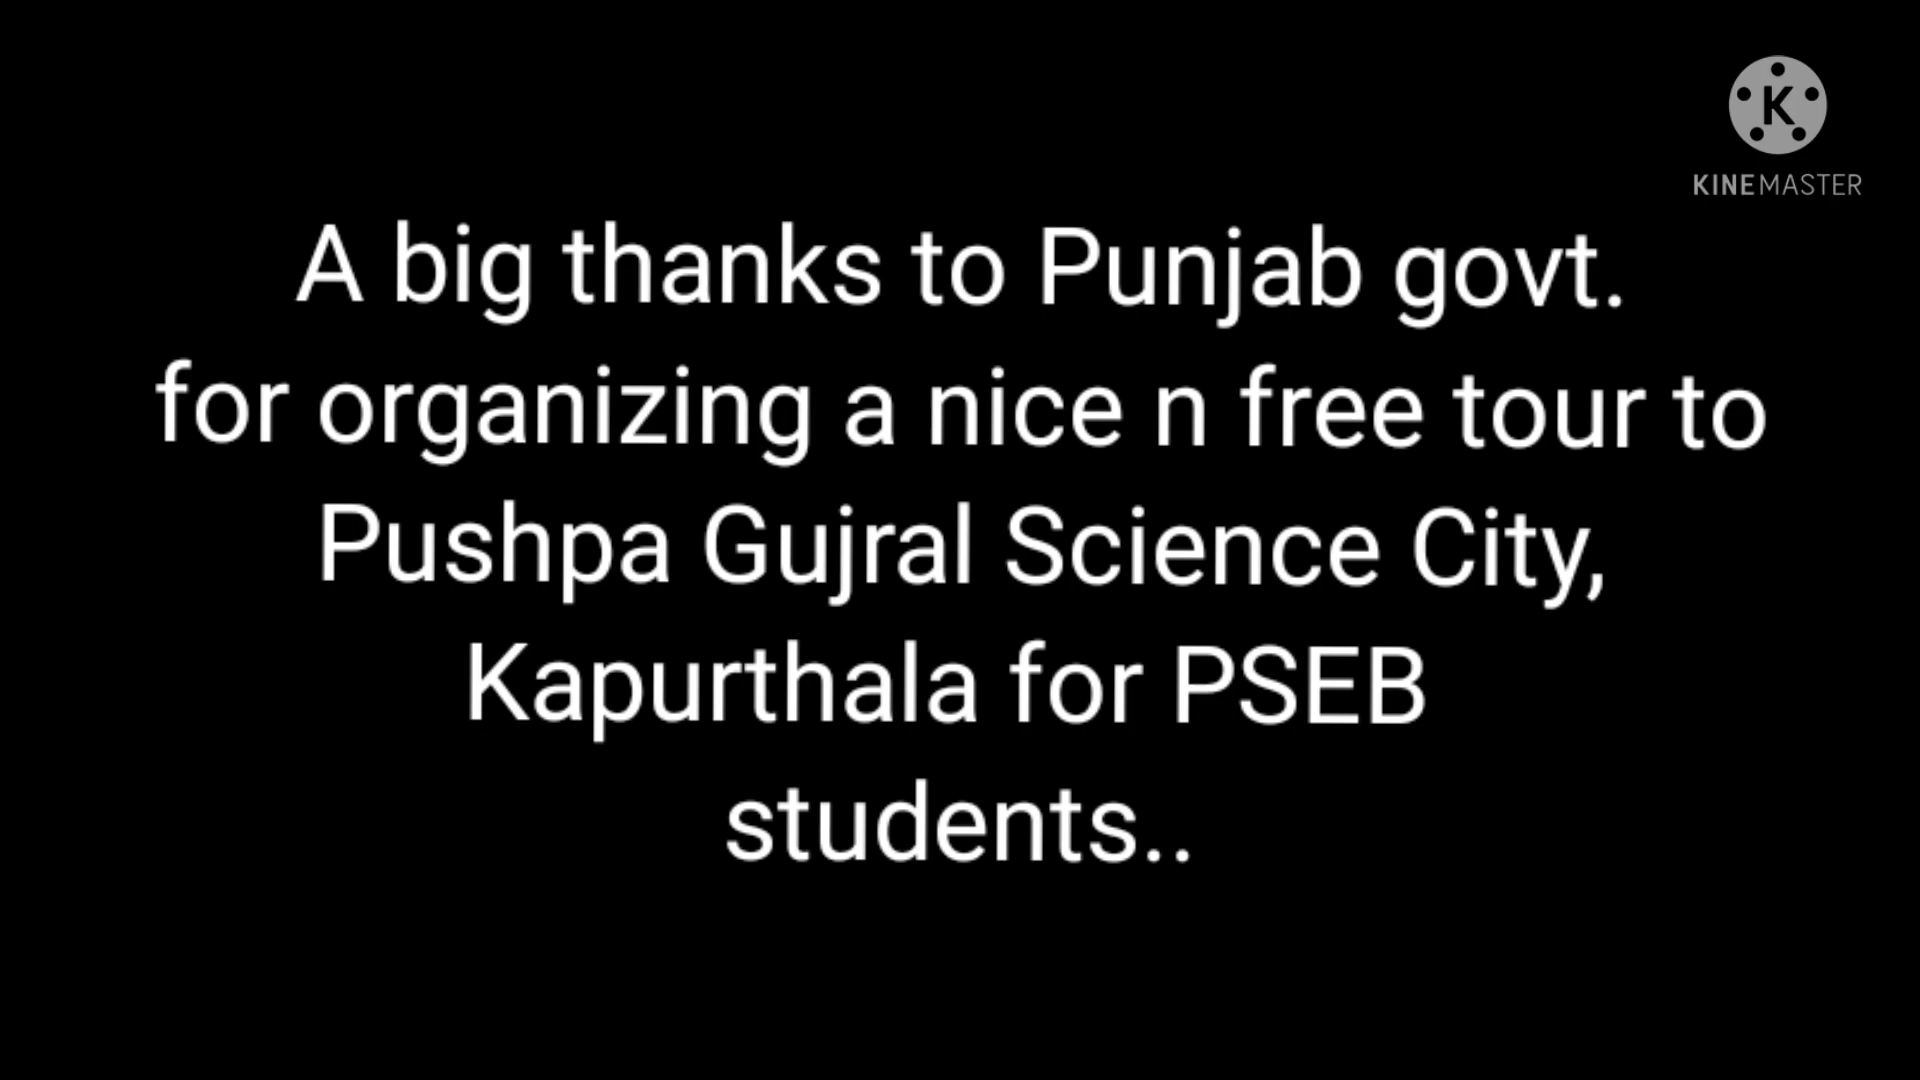 K
KINEMASTER
A big thanks to Punjab govt.
for organizing a nice n free tour to
Pushpa Gujral Science City,
Kapurthala for PSEB
students..